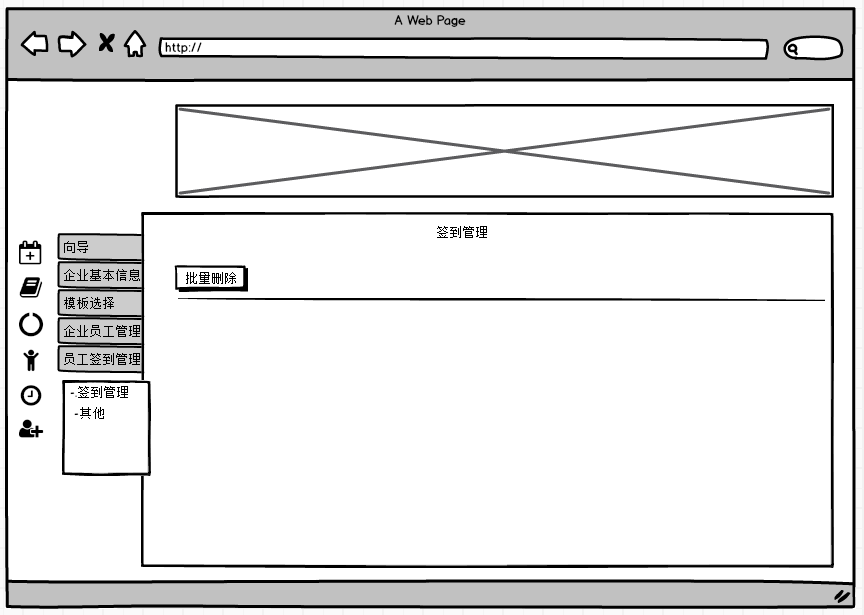 A Web Page
http://
签到管理
向导
企业基本信息
模板选择
企业员工管理
员工签到管理
-.签到管理
-其他
批量删除